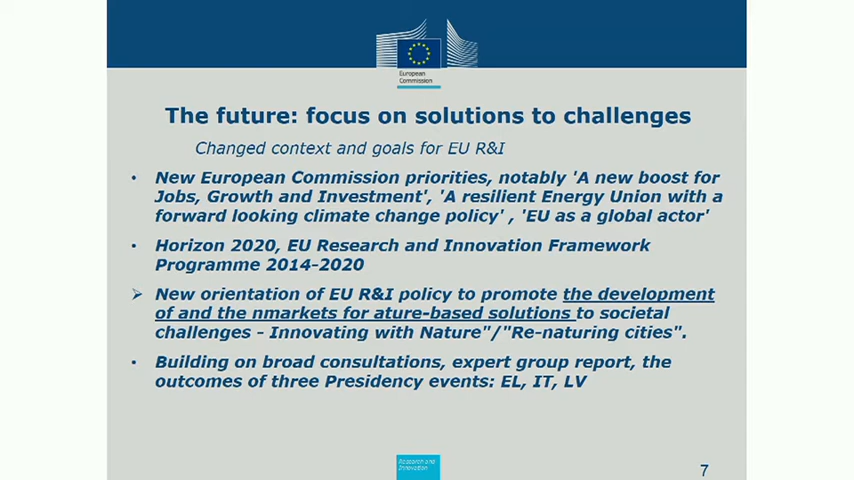 European
Commission
The future: focus on solutions to challenges
Changed context and goals for EU R&I
• New European Commission priorities, notably 'A new boost for
Jobs, Growth and Investment', 'A resilient Energy Union with a
forward looking climate change policy' , 'EU as a global actor'
• Horizon 2020, EU Research and Innovation Framework
Programme 2014-2020
➢ New orientation of EU R&I policy to promote the development
of and the nmarkets for ature-based solutions to societal
challenges - Innovating with Nature"/"Re-naturing cities".
• Building on broad consultations, expert group report, the
outcomes of three Presidency events: EL, IT, LV
Research and
Innovation
7